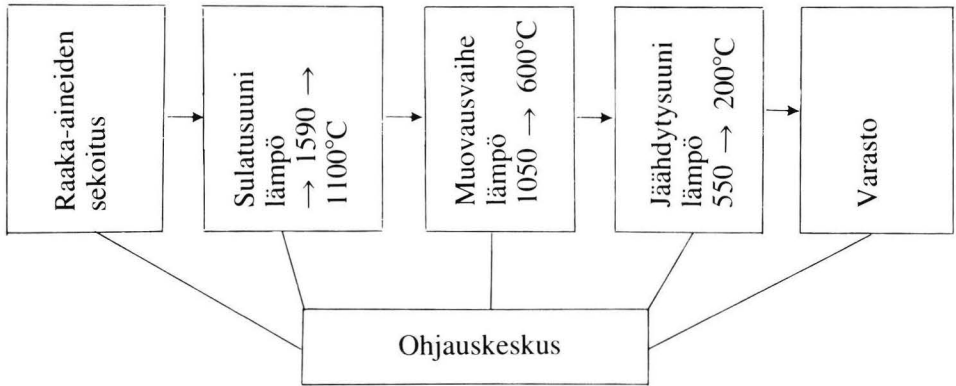 Raaka-aineiden
sekoitus
Sulatusuuni
lämpö
→ 1590 →
1100°C
Muovausvaihe
lämpö
1050 → 600°C
Jäähdytysuuni
lämpö
550 → 200°C
Varasto
Ohjauskeskus